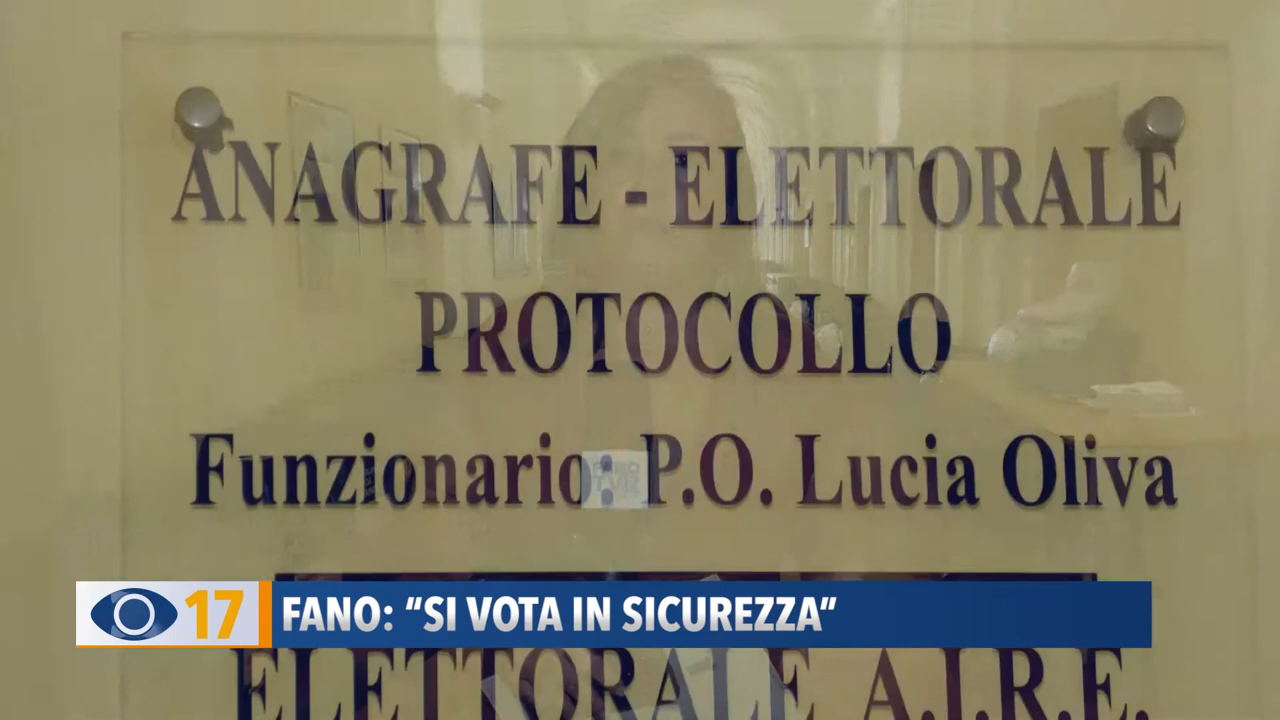 ANAGRAFE - ELETTORALE
PROTOCOLLO
Funzionario: P.O. Lucia Oliva
17
FANO: “SI VOTA IN SICUREZZA”
ELETTORALE A.I.R.E.